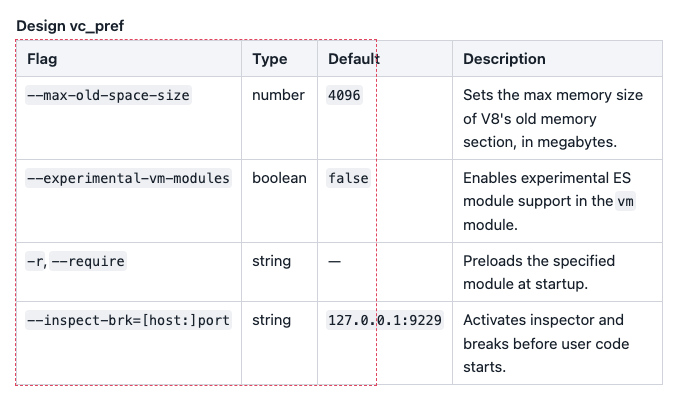 Design vc_pref
Flag Type Default Description
--max-old-space-size number 4096 Sets the max memory size
of V8's old memory
section, in megabytes.
--experimental-vm-modules boolean false Enables experimental ES
module support in the vm
module.
-r, --require string — Preloads the specified
module at startup.
--inspect-brk=[host:]port string 127.0.0.1:9229 Activates inspector and
breaks before user code
starts.